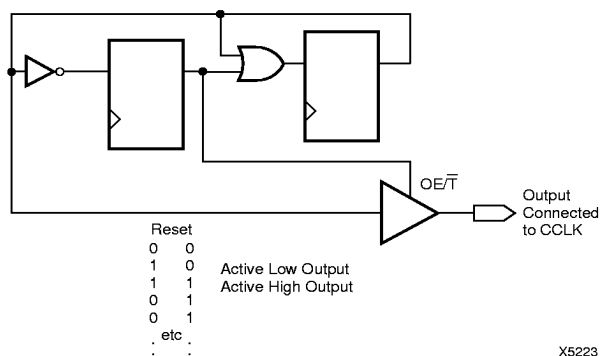 OE/T̅
Output
Connected
to CCLK
Reset
0 0
1 0
1 1
0 1
0 1
etc
. .
. .
Active Low Output
Active High Output
X5223